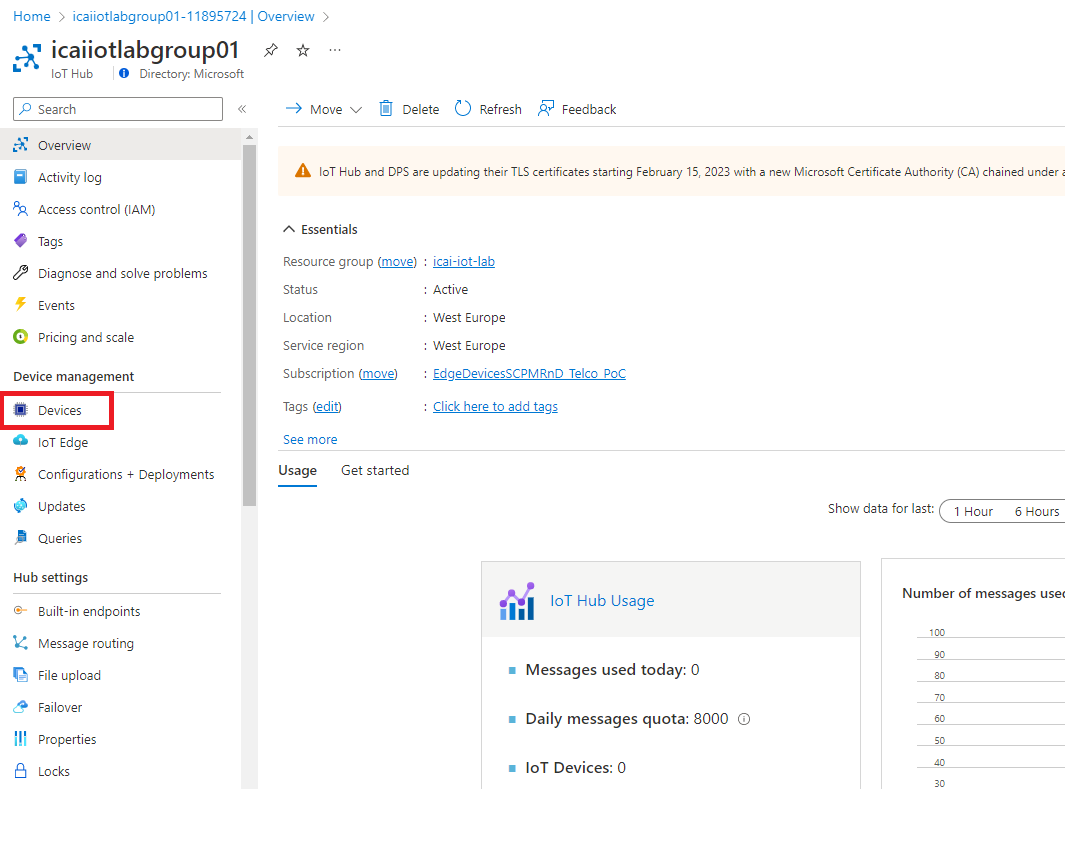 Home > icaiiotlabgroup01-11895724 | Overview >
icaiiotlabgroup01
IoT Hub
Directory: Microsoft
Search
Overview
Activity log
Access control (IAM)
Tags
Diagnose and solve problems
Events
Pricing and scale
Device management
Devices
IoT Edge
Configurations + Deployments
Updates
Queries
Hub settings
Built-in endpoints
Message routing
File upload
Failover
Properties
Locks
Move
Delete
Refresh
Feedback
IoT Hub and DPS are updating their TLS certificates starting February 15, 2023 with a new Microsoft Certificate Authority (CA) chained under a
Essentials
Resource group (move) : icai-iot-lab
Status : Active
Location : West Europe
Service region : West Europe
Subscription (move) : EdgeDevicesSCPMRnD_Telco_PoC
Tags (edit) : Click here to add tags
See more
Usage Get started
Show data for last: 1 Hour 6 Hours
IoT Hub Usage
Messages used today: 0
Daily messages quota: 8000
IoT Devices: 0
Number of messages used
100
90
80
70
60
50
40
30